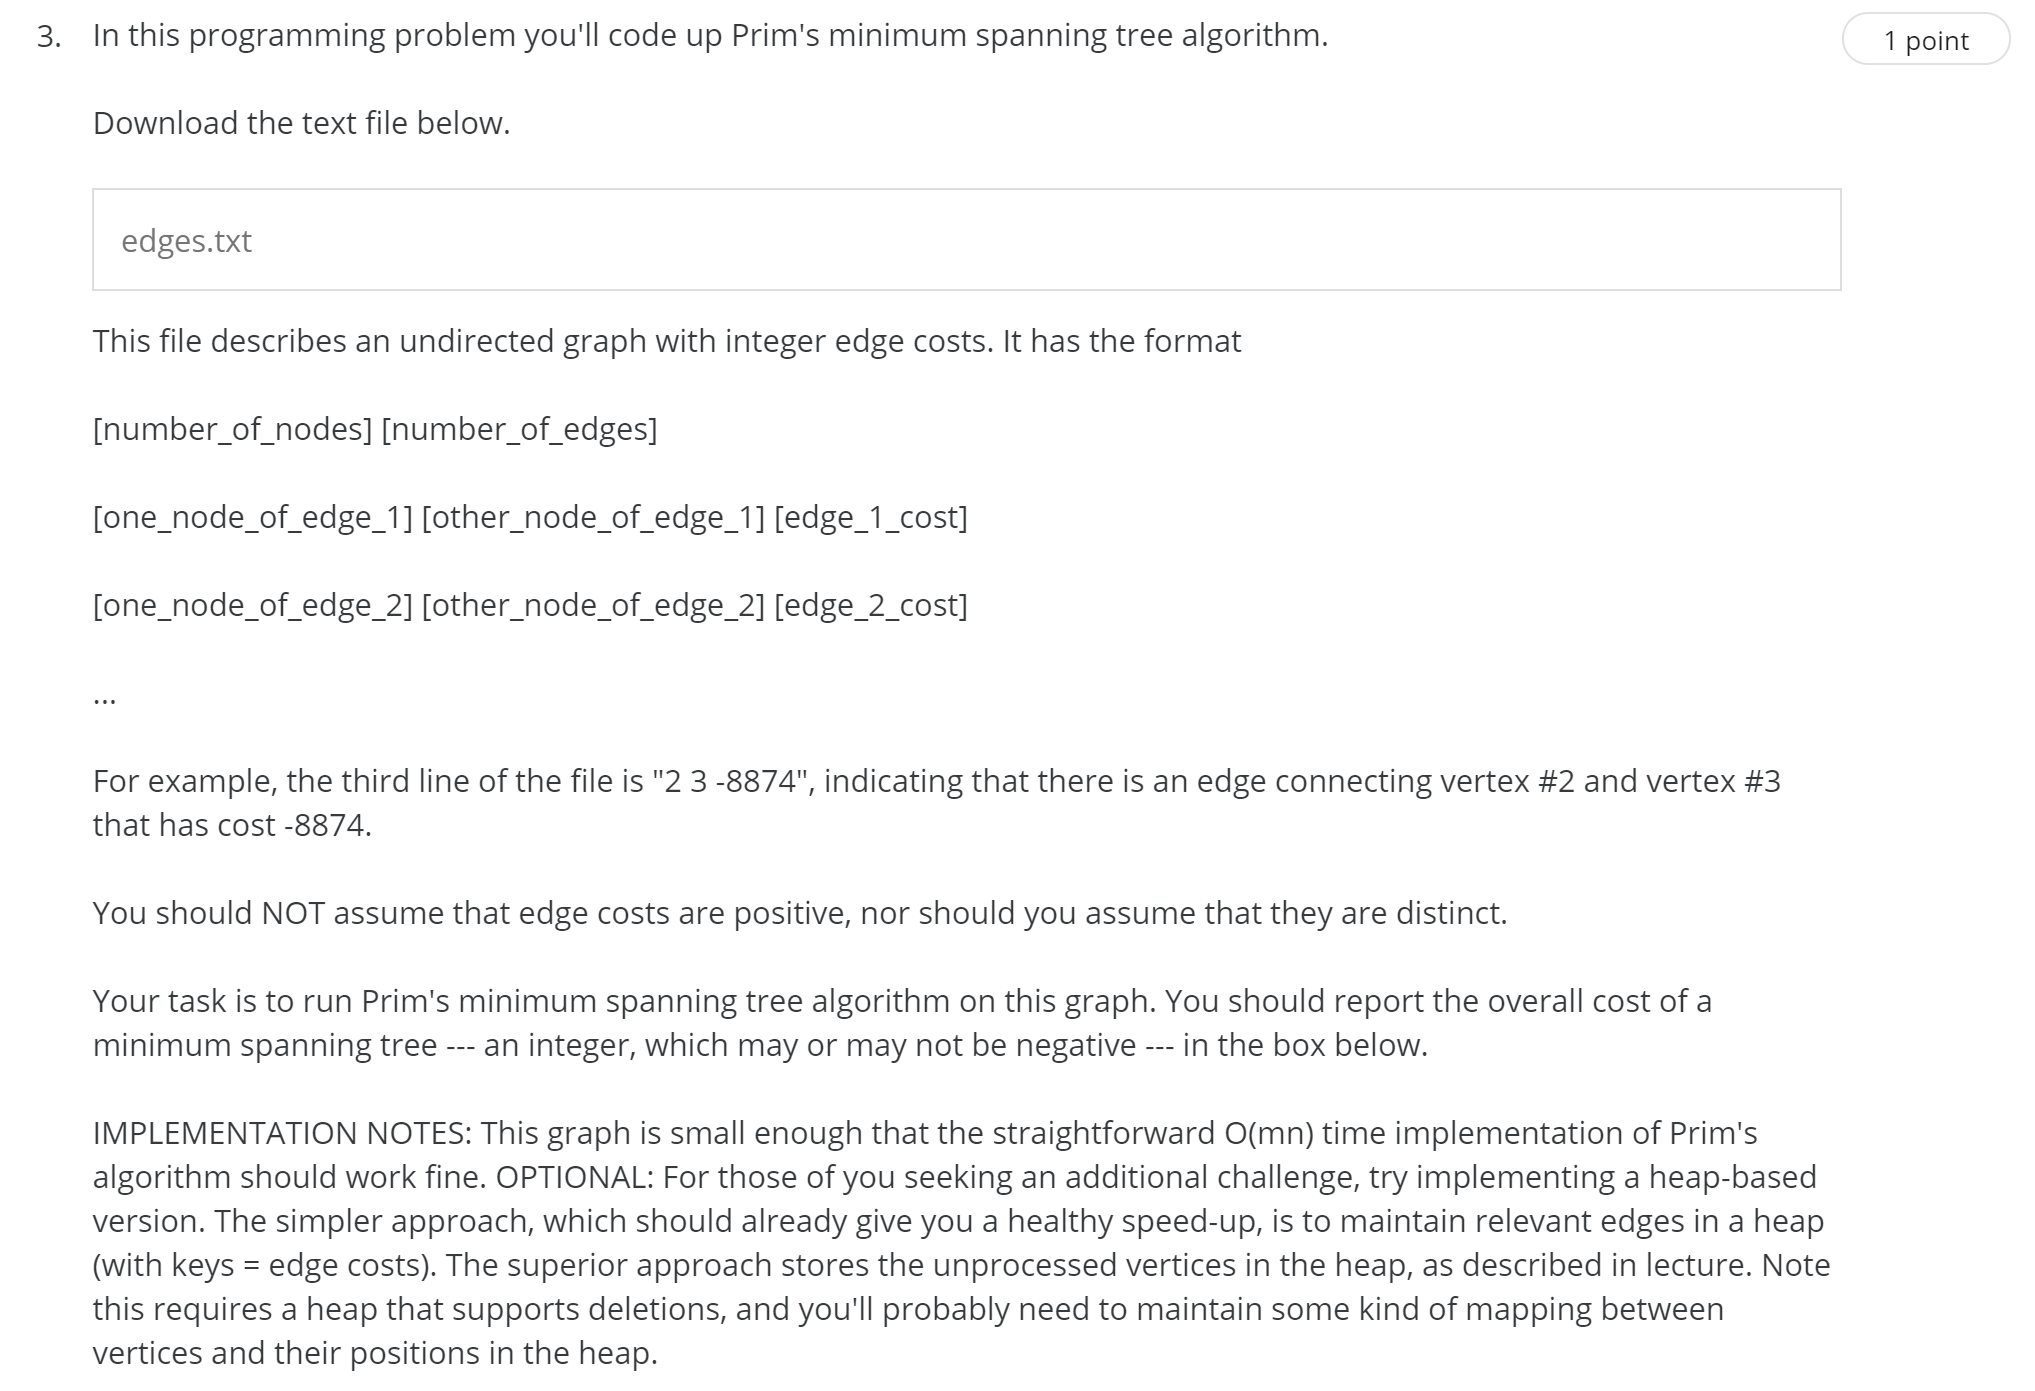 3. In this programming problem you'll code up Prim's minimum spanning tree algorithm.
1 point
Download the text file below.
edges.txt
This file describes an undirected graph with integer edge costs. It has the format
[number_of_nodes] [number_of_edges]
[one_node_of_edge_1] [other_node_of_edge_1] [edge_1_cost]
[one_node_of_edge_2] [other_node_of_edge_2] [edge_2_cost]
...
For example, the third line of the file is "2 3 -8874", indicating that there is an edge connecting vertex #2 and vertex #3
that has cost -8874.
You should NOT assume that edge costs are positive, nor should you assume that they are distinct.
Your task is to run Prim's minimum spanning tree algorithm on this graph. You should report the overall cost of a
minimum spanning tree --- an integer, which may or may not be negative --- in the box below.
IMPLEMENTATION NOTES: This graph is small enough that the straightforward O(mn) time implementation of Prim's
algorithm should work fine. OPTIONAL: For those of you seeking an additional challenge, try implementing a heap-based
version. The simpler approach, which should already give you a healthy speed-up, is to maintain relevant edges in a heap
(with keys = edge costs). The superior approach stores the unprocessed vertices in the heap, as described in lecture. Note
this requires a heap that supports deletions, and you'll probably need to maintain some kind of mapping between
vertices and their positions in the heap.